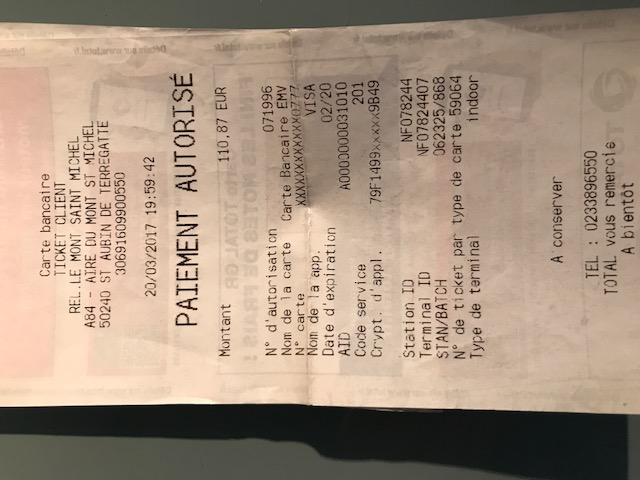 Carte bancaire
TICKET CLIENT
REL.LE MONT SAINT MICHEL
A84 - AIRE DU MONT ST MICHEL
50240 ST AUBIN DE TERREGATTE
30691609900550
20/03/2017 19:59:42
PAIEMENT AUTORISÉ
Montant 110,87 EUR
N° d'autorisation 071996
Nom de la carte Carte Bancaire EMV
N° carte XXXXXXXXXXXX0777
Nom de la app. VISA
Date d'expiration 02/20
AID A0000000031010
Code service 201
Crypt. d'appl. 79F1499xxxxx9B49
Station ID NF078244
Terminal ID NF07824407
STAN/BATCH 062325/868
N° de ticket par type de carte 59064
Type de terminal indoor
A conserver
TEL : 0233896550
TOTAL vous remercie
A bientôt